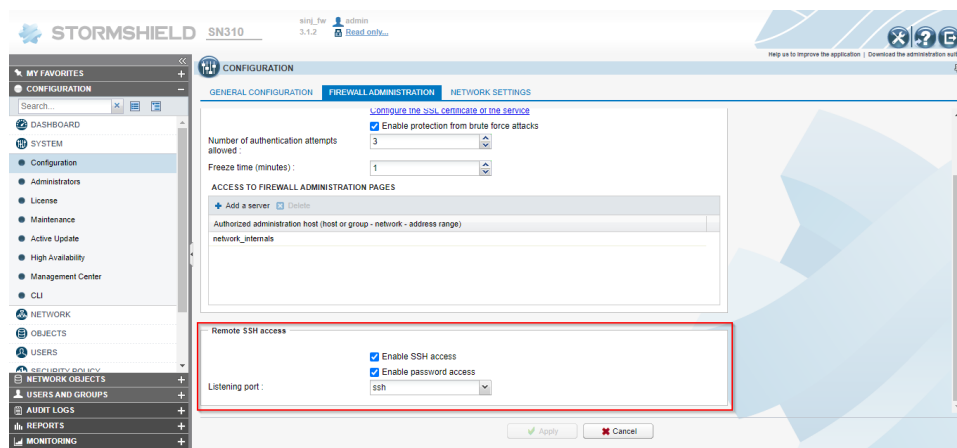 STORMSHIELD SN310
sinj_fw admin
3.1.2 Read only...
Help us to improve the application | Download the administration suit
MY FAVORITES
CONFIGURATION
Search...
DASHBOARD
SYSTEM
Configuration
Administrators
License
Maintenance
Active Update
High Availability
Management Center
CLI
NETWORK
OBJECTS
USERS
SECURITY POLICY
NETWORK OBJECTS
USERS AND GROUPS
AUDIT LOGS
REPORTS
MONITORING
CONFIGURATION
GENERAL CONFIGURATION FIREWALL ADMINISTRATION NETWORK SETTINGS
Configure the SSL certificate of the service
Enable protection from brute force attacks
Number of authentication attempts
allowed :
3
Freeze time (minutes) :
1
ACCESS TO FIREWALL ADMINISTRATION PAGES
Add a server Delete
Authorized administration host (host or group - network - address range)
network_internals
Remote SSH access
Enable SSH access
Enable password access
Listening port :
ssh
Apply Cancel